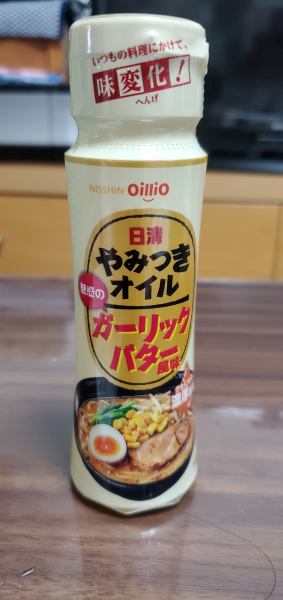 いつもの料理にかけて、
味変化!
へんげ
NISSHIN OilliO
日清
やみつき
魅惑の
オイル
ガーリック
バター風味